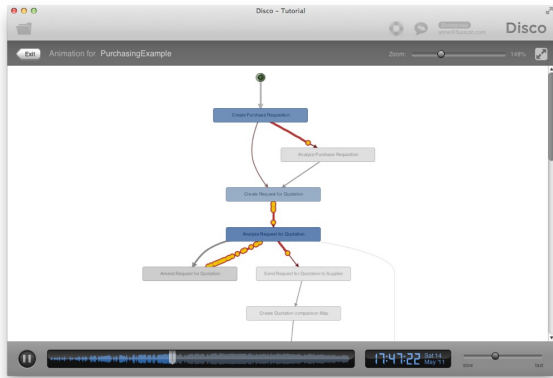 Disco – Tutorial
Disco
Exit
Animation for PurchasingExample
Zoom:
149%
Create Purchase Requisition
Analyze Purchase Requisition
Create Request for Quotation
Analyze Request for Quotation
Amend Request for Quotation
Send Request for Quotation to Supplier
Create Quotation comparison Map
17:47:22
Sat 14
May '11
slow
fast